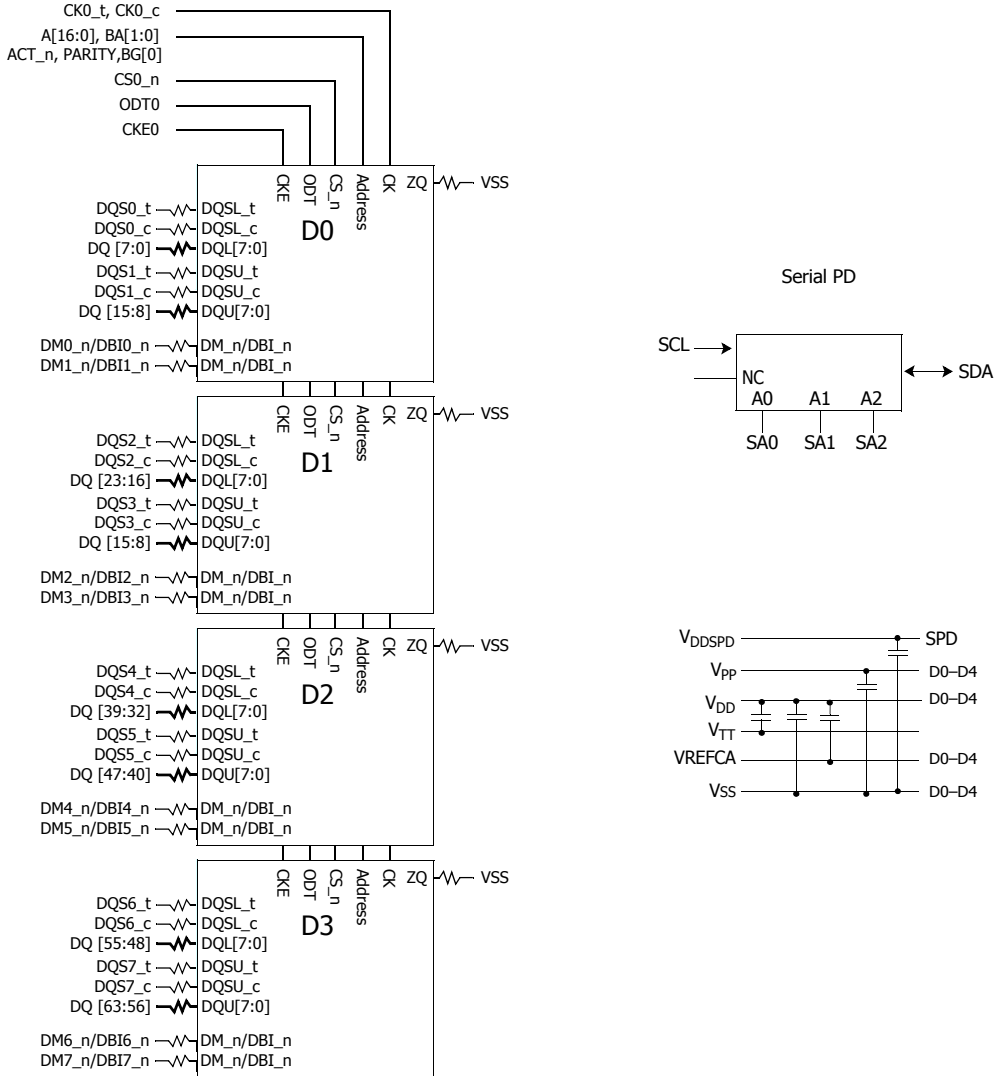 CK0_t, CK0_c
A[16:0], BA[1:0]
ACT_n, PARITY,BG[0]
CS0_n
ODT0
CKE0
CKE ODT CS_n Address CK ZQ VSS
D0
DQS0_t DQSL_t
DQS0_c DQSL_c
DQ [7:0] DQL[7:0]
DQS1_t DQSU_t
DQS1_c DQSU_c
DQ [15:8] DQU[7:0]
DM0_n/DBI0_n DM_n/DBI_n
DM1_n/DBI1_n DM_n/DBI_n
CKE ODT CS_n Address CK ZQ VSS
D1
DQS2_t DQSL_t
DQS2_c DQSL_c
DQ [23:16] DQL[7:0]
DQS3_t DQSU_t
DQS3_c DQSU_c
DQ [15:8] DQU[7:0]
DM2_n/DBI2_n DM_n/DBI_n
DM3_n/DBI3_n DM_n/DBI_n
CKE ODT CS_n Address CK ZQ VSS
D2
DQS4_t DQSL_t
DQS4_c DQSL_c
DQ [39:32] DQL[7:0]
DQS5_t DQSU_t
DQS5_c DQSU_c
DQ [47:40] DQU[7:0]
DM4_n/DBI4_n DM_n/DBI_n
DM5_n/DBI5_n DM_n/DBI_n
CKE ODT CS_n Address CK ZQ VSS
D3
DQS6_t DQSL_t
DQS6_c DQSL_c
DQ [55:48] DQL[7:0]
DQS7_t DQSU_t
DQS7_c DQSU_c
DQ [63:56] DQU[7:0]
DM6_n/DBI6_n DM_n/DBI_n
DM7_n/DBI7_n DM_n/DBI_n
Serial PD
SCL
NC
SDA
A0 A1 A2
SA0 SA1 SA2
VDDSPD SPD
VPP D0–D4
VDD D0–D4
VTT
VREFCA D0–D4
VSS D0–D4